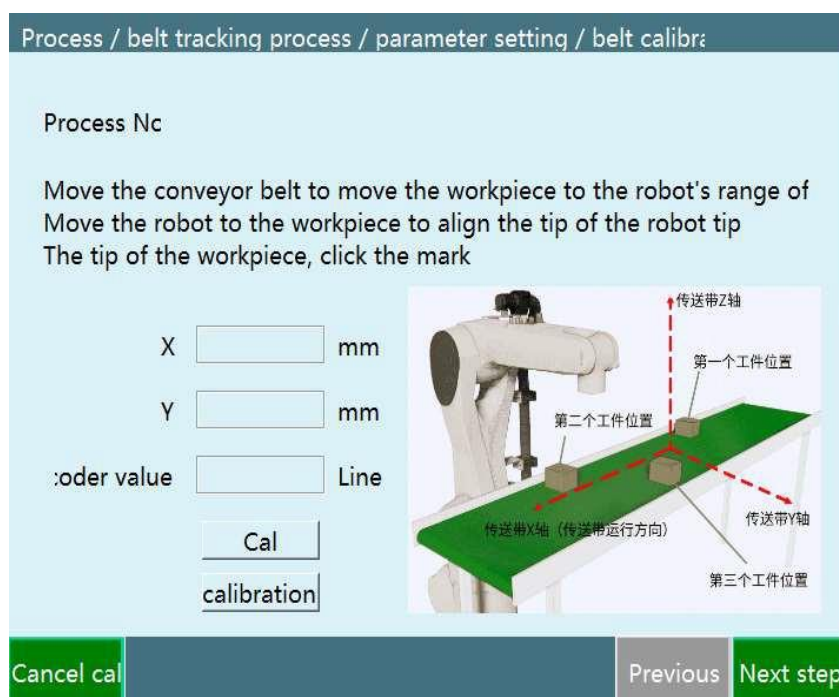 Process / belt tracking process / parameter setting / belt calibra
Process Nc
Move the conveyor belt to move the workpiece to the robot's range of
Move the robot to the workpiece to align the tip of the robot tip
The tip of the workpiece, click the mark
X mm
Y mm
:oder value Line
Cal
calibration
传送带Z轴
第一个工件位置
第二个工件位置
传送带X轴（传送带运行方向）
传送带Y轴
第三个工件位置
Cancel cal
Previous
Next step